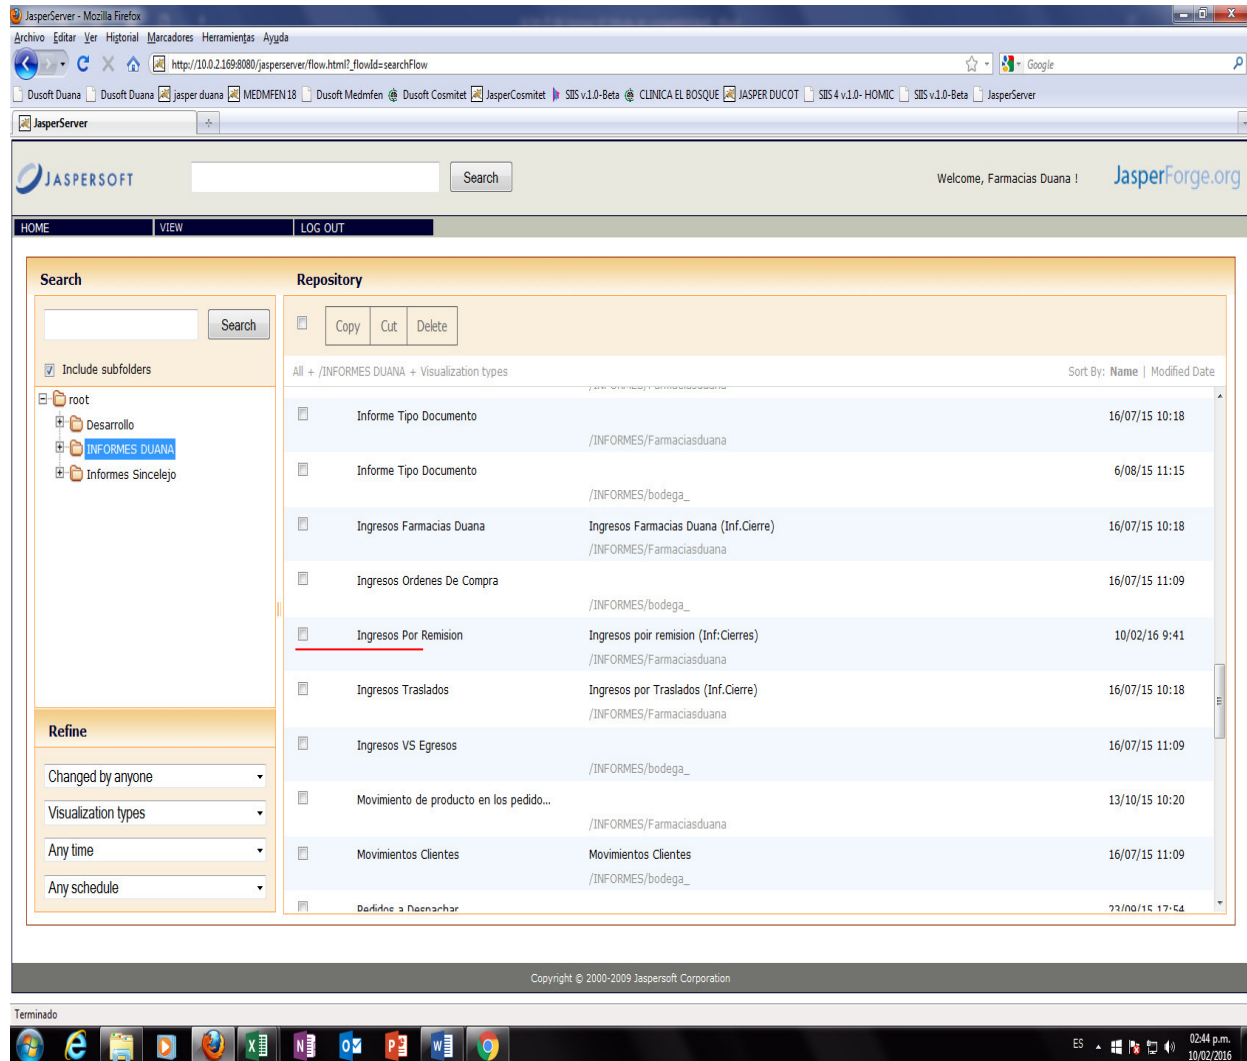 JasperServer - Mozilla Firefox
Archivo Editar Ver Historial Marcadores Herramientas Ayuda
http://10.0.2.169:8080/jasperserver/flow.html?_flowId=searchFlow
Google
Dusoft Duana Dusoft Duana jasper duana MEDMFEN 18 Dusoft Medmfen Dusoft Cosmitet JasperCosmitet SIIS v.1.0-Beta CLINICA EL BOSQUE JASPER DUCOT SIIS 4 v.1.0- HOMIC SIIS v.1.0-Beta JasperServer
JasperServer
JASPERSOFT
Search
Welcome, Farmacias Duana !
JasperForge.org
HOME VIEW LOG OUT
Search
Repository
Search
Copy Cut Delete
Include subfolders
All + /INFORMES DUANA + Visualization types
Sort By: Name | Modified Date
root
Desarrollo
INFORMES DUANA
Informes Sincelejo
Informe Tipo Documento 16/07/15 10:18
/INFORMES/Farmaciasduana
Informe Tipo Documento 6/08/15 11:15
/INFORMES/bodega_
Ingresos Farmacias Duana Ingresos Farmacias Duana (Inf.Cierre) 16/07/15 10:18
/INFORMES/Farmaciasduana
Ingresos Ordenes De Compra 16/07/15 11:09
/INFORMES/bodega_
Ingresos Por Remision Ingresos poir remision (Inf:Cierres) 10/02/16 9:41
/INFORMES/Farmaciasduana
Ingresos Traslados Ingresos por Traslados (Inf.Cierre) 16/07/15 10:18
/INFORMES/Farmaciasduana
Ingresos VS Egresos 16/07/15 11:09
/INFORMES/bodega_
Movimiento de producto en los pedido... 13/10/15 10:20
/INFORMES/Farmaciasduana
Movimientos Clientes Movimientos Clientes 16/07/15 11:09
/INFORMES/bodega_
Pedidos a Despachar 23/09/15 17:54
Refine
Changed by anyone
Visualization types
Any time
Any schedule
Copyright © 2000-2009 Jaspersoft Corporation
Terminado
ES
02:44 p.m.
10/02/2016